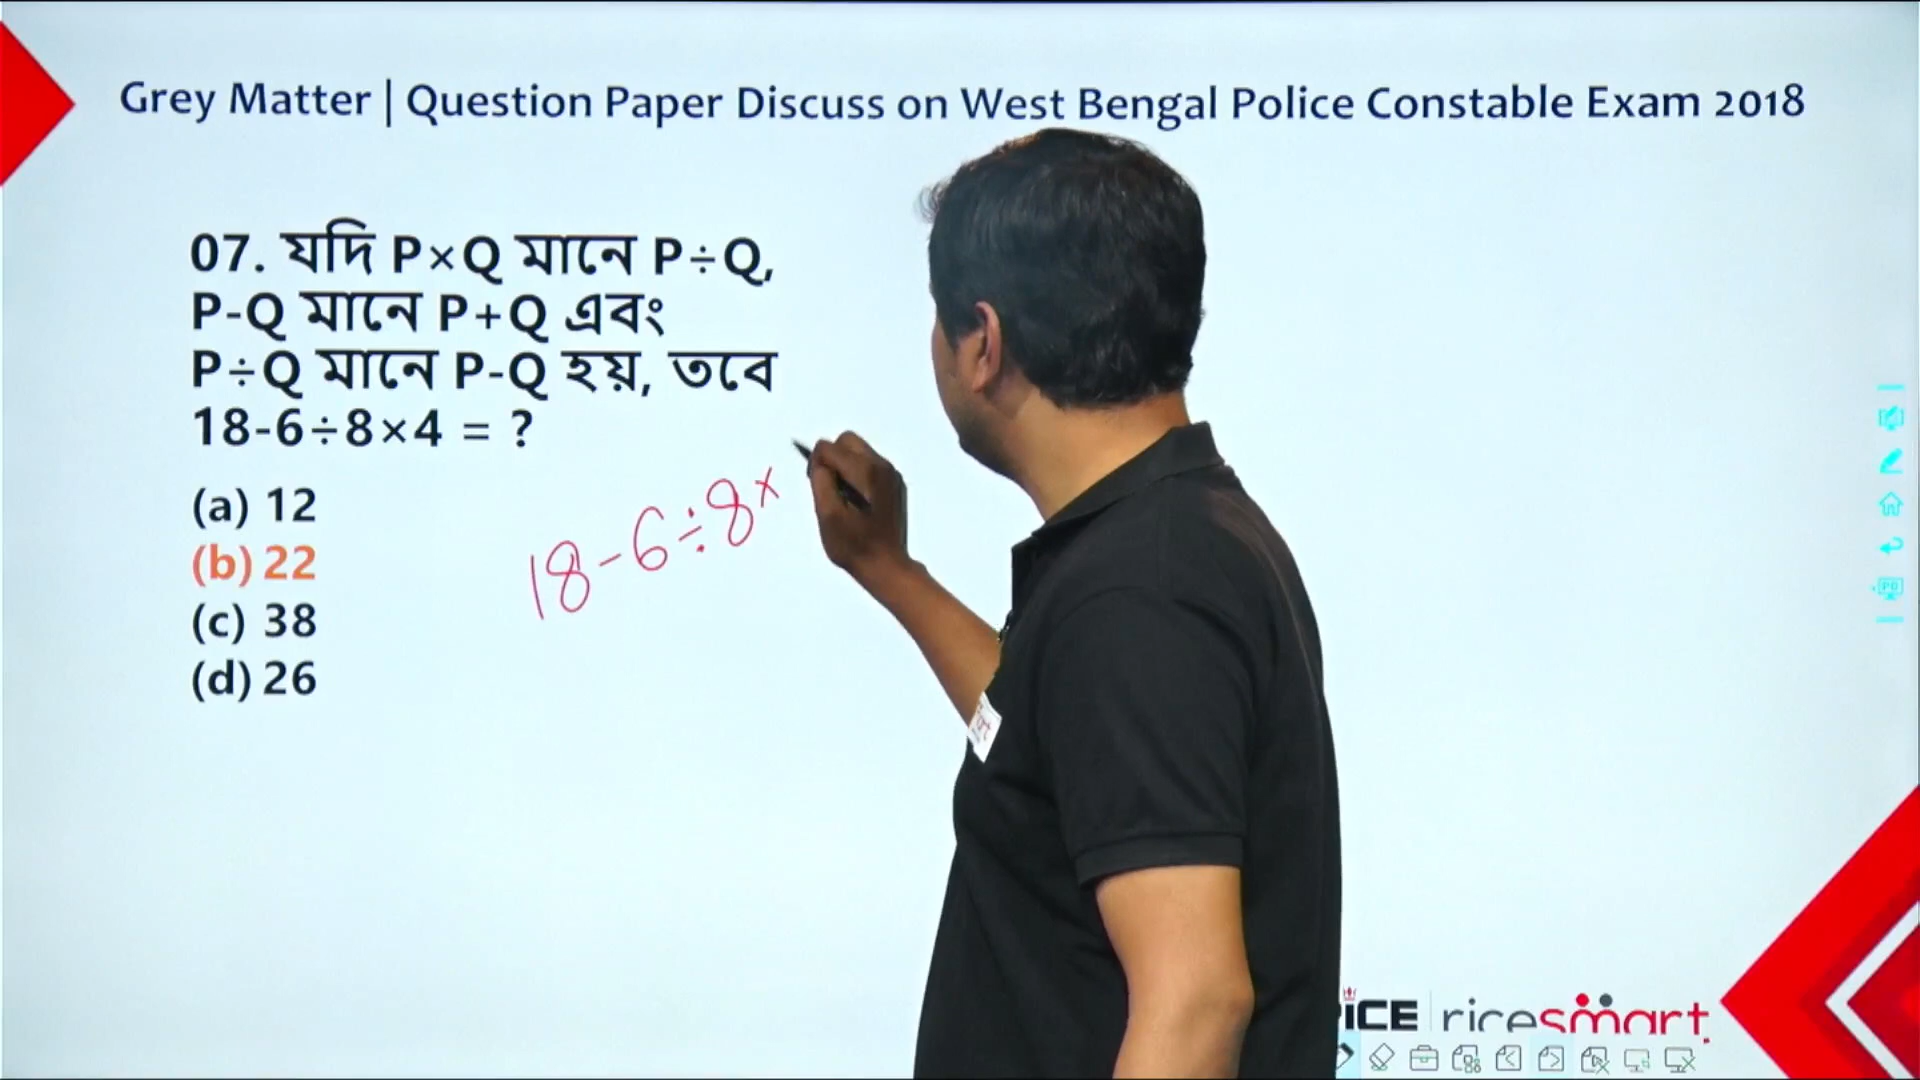 Grey Matter | Question Paper Discuss on West Bengal Police Constable Exam 2018
07. যদি P×Q মানে P÷Q,
P-Q মানে P+Q এবং
P÷Q মানে P-Q হয়, তবে
18-6÷8×4 = ?
(a) 12
(b) 22
(c) 38
(d) 26
18-6÷8×
ricesmart